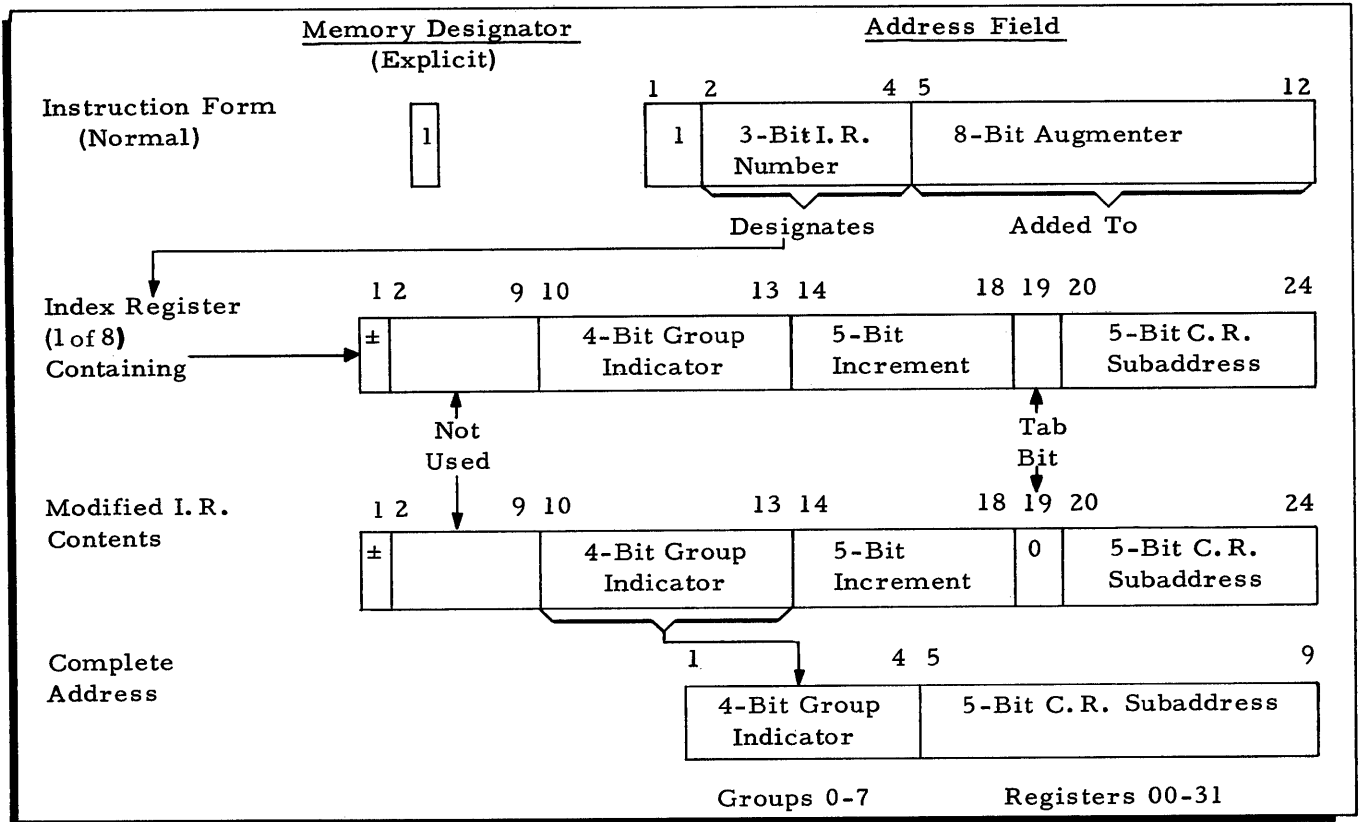 Memory Designator
(Explicit)
Address Field
1 2 4 5 12
Instruction Form
(Normal)
1
1
3-Bit I. R.
Number
8-Bit Augmenter
Designates
Added To
1 2 9 10 13 14 18 19 20 24
Index Register
(1 of 8)
Containing
±
4-Bit Group
Indicator
5-Bit
Increment
5-Bit C. R.
Subaddress
Not
Used
Tab
Bit
Modified I. R.
Contents
1 2 9 10 13 14 18 19 20 24
±
4-Bit Group
Indicator
5-Bit
Increment
0
5-Bit C. R.
Subaddress
Complete
Address
1 4 5 9
4-Bit Group
Indicator
5-Bit C. R. Subaddress
Groups 0-7
Registers 00-31